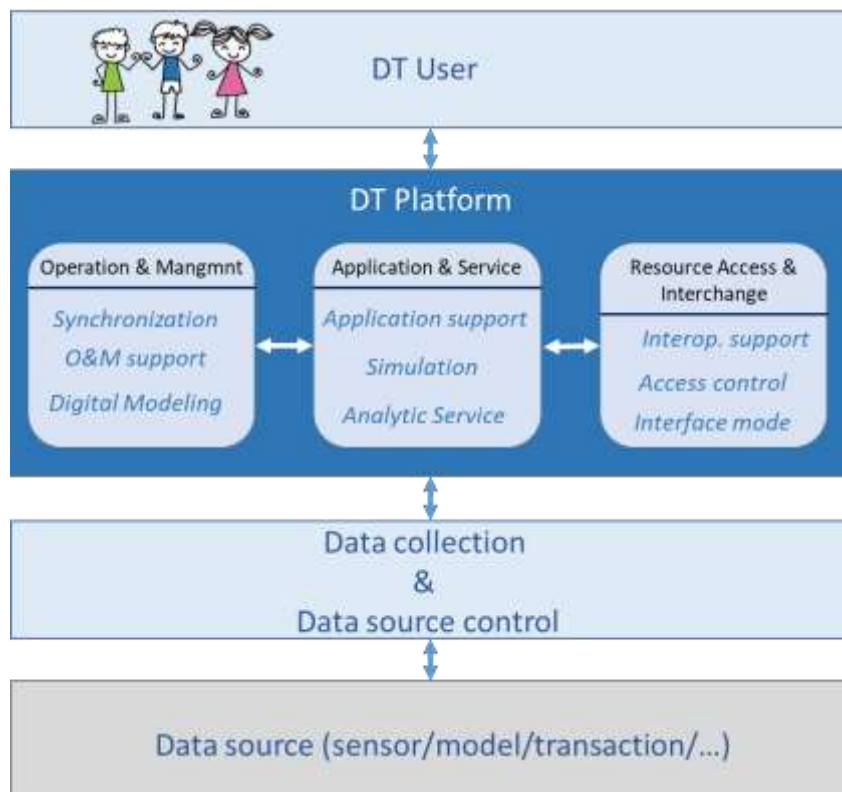 DT User
DT Platform
Operation & Mangmnt
Synchronization
O&M support
Digital Modeling
Application & Service
Application support
Simulation
Analytic Service
Resource Access &
Interchange
Interop. support
Access control
Interface mode
Data collection
&
Data source control
Data source (sensor/model/transaction/...)